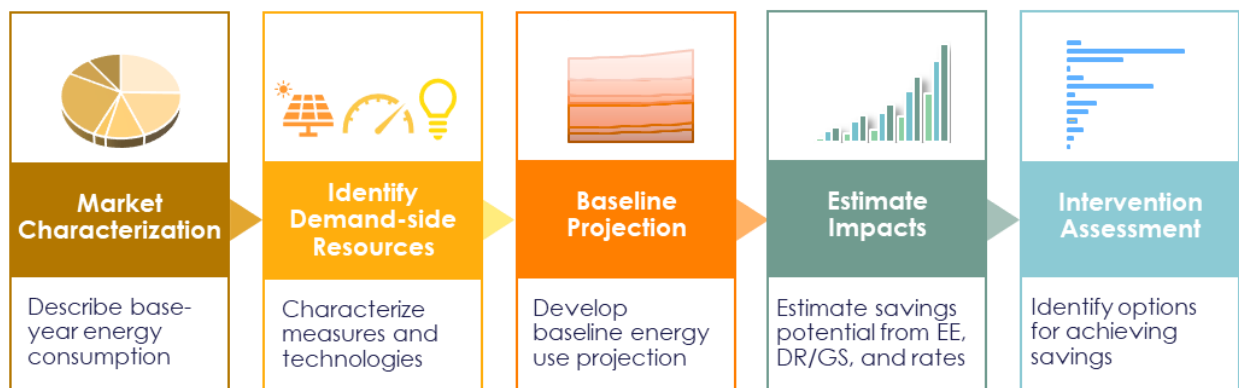 Market
Characterization
Describe base-
year energy
consumption
Identify
Demand-side
Resources
Characterize
measures and
technologies
Baseline
Projection
Develop
baseline energy
use projection
Estimate
Impacts
Estimate savings
potential from EE,
DR/GS, and rates
Intervention
Assessment
Identify options
for achieving
savings